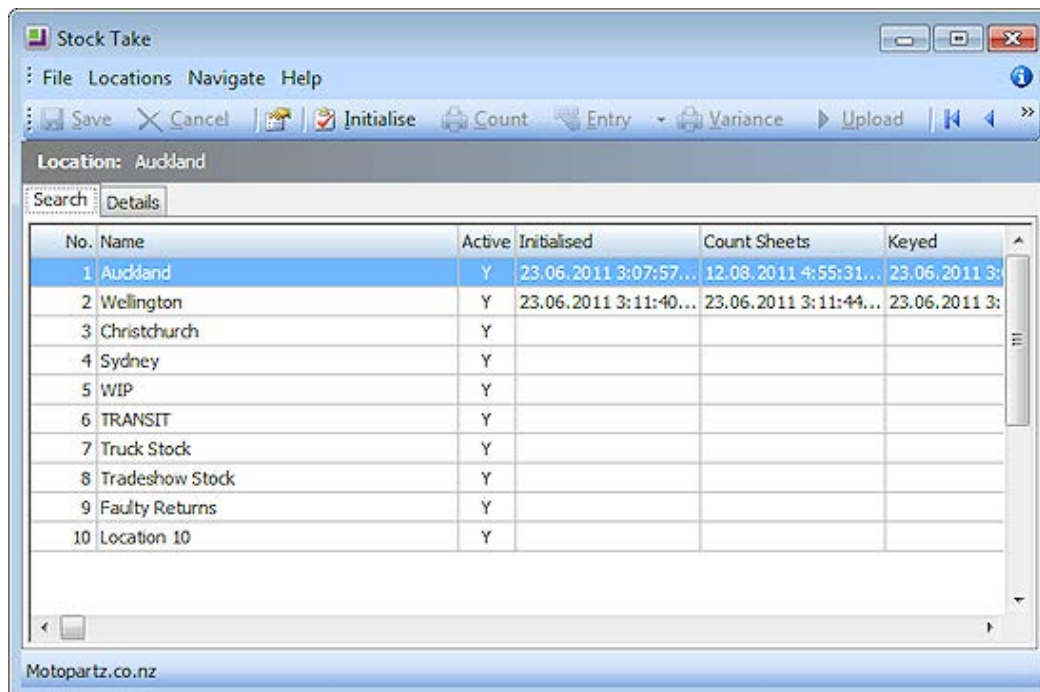 Stock Take
File Locations Navigate Help
Save Cancel Initialise Count Entry Variance Upload
Location: Auckland
Search Details
No. Name Active Initialised Count Sheets Keyed
1 Auckland Y 23.06.2011 3:07:57... 12.08.2011 4:55:31... 23.06.2011 3:
2 Wellington Y 23.06.2011 3:11:40... 23.06.2011 3:11:44... 23.06.2011 3:
3 Christchurch Y
4 Sydney Y
5 WIP Y
6 TRANSIT Y
7 Truck Stock Y
8 Tradeshow Stock Y
9 Faulty Returns Y
10 Location 10 Y
Motopartz.co.nz